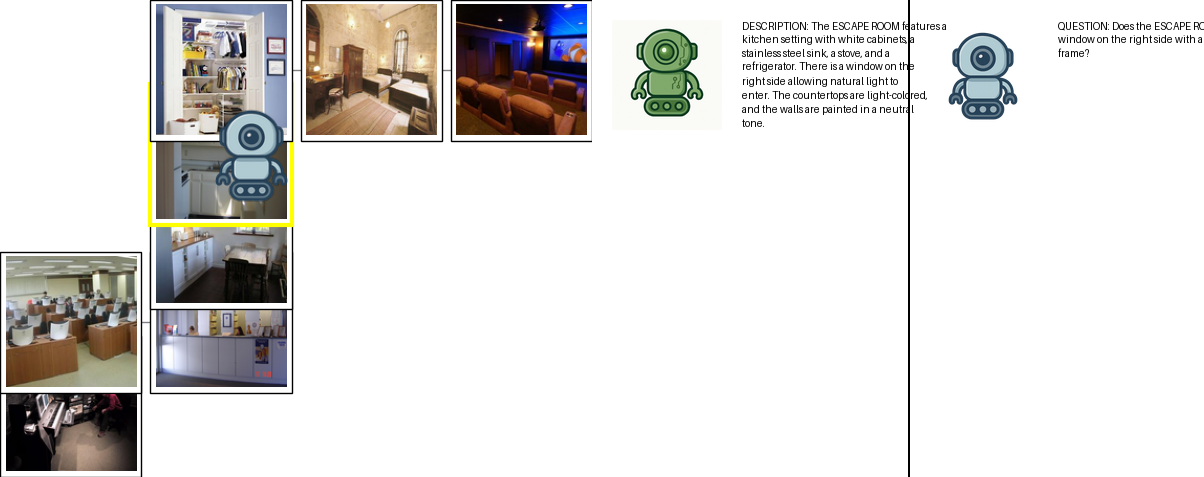 DESCRIPTION: The ESCAPE ROOM features a
kitchen setting with white cabinets, a
stainless steel sink, a stove, and a
refrigerator. There is a window on the
right side allowing natural light to
enter. The countertops are light-colored,
and the walls are painted in a neutral
tone.
QUESTION: Does the ESCAPE RO
window on the right side with a
frame?